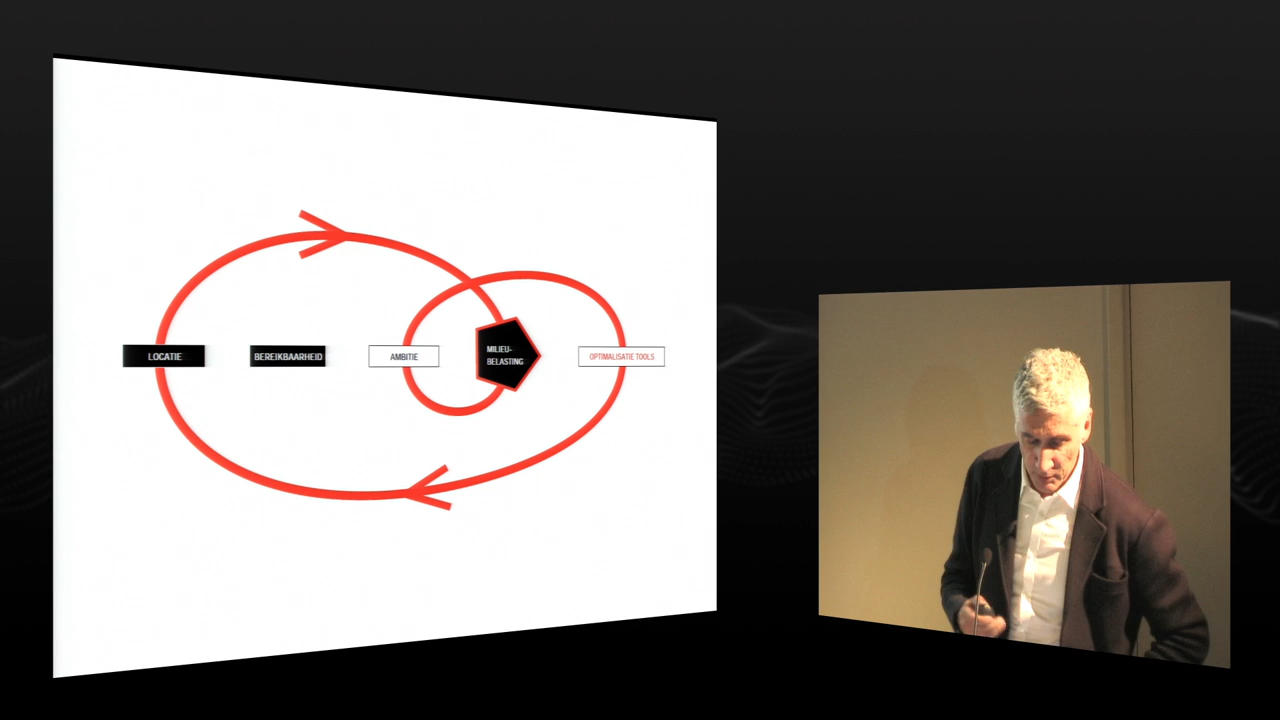 LOCATIE
BEREIKBAARHEID
AMBITIE
MILIEU-
BELASTING
OPTIMALISATIE TOOLS